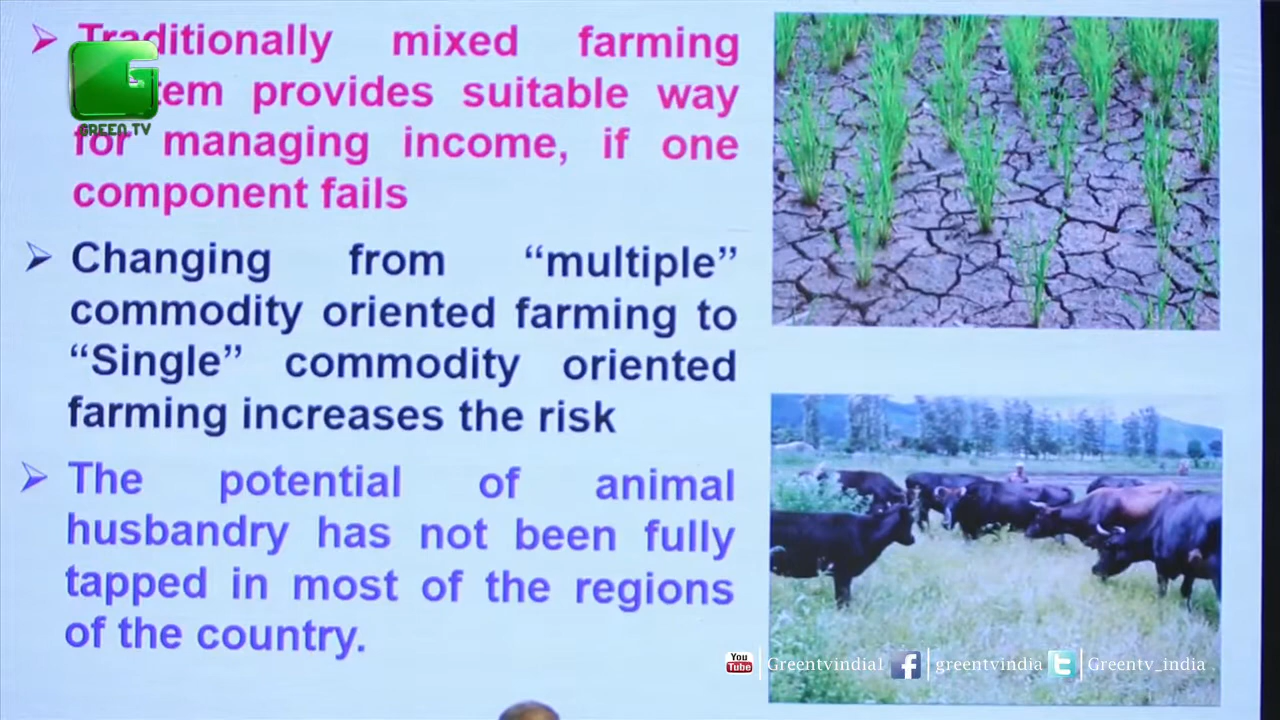 Traditionally mixed farming
tem provides suitable way
for managing income, if one
component fails
Changing from “multiple”
commodity oriented farming to
“Single” commodity oriented
farming increases the risk
The potential of animal
husbandry has not been fully
tapped in most of the regions
of the country.
G
GREEN TV
You
Tube
Greentvindia1
f
greentvindia
t
Greentv_india